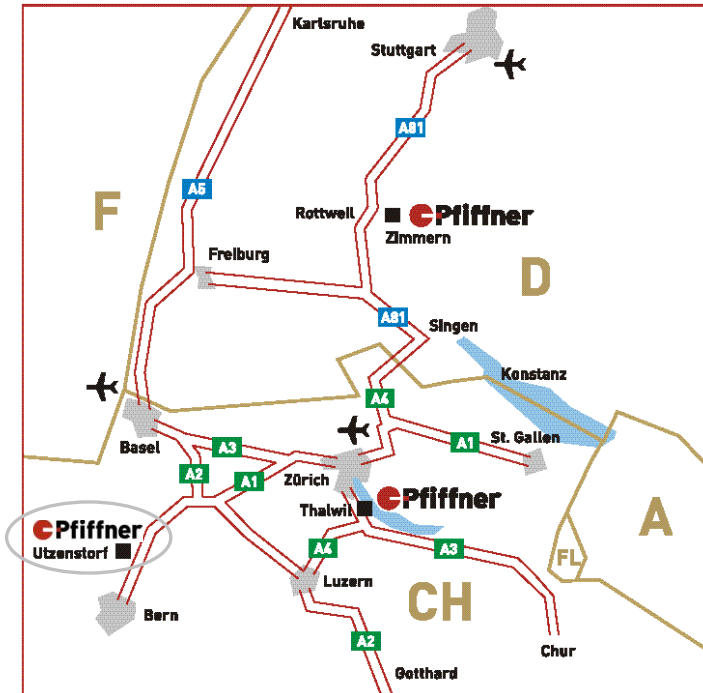 Karlsruhe
Stuttgart
A81
F
A5
Rottweil
Pfiffner
Zimmern
Freiburg
D
A81
Singen
Konstanz
A4
Basel
A3
A1
St. Gallen
A2
A1
Zürich
Pfiffner
Thalwil
A
Pfiffner
Utzenstorf
A4
A3
FL
Luzern
CH
Bern
A2
Chur
Gotthard